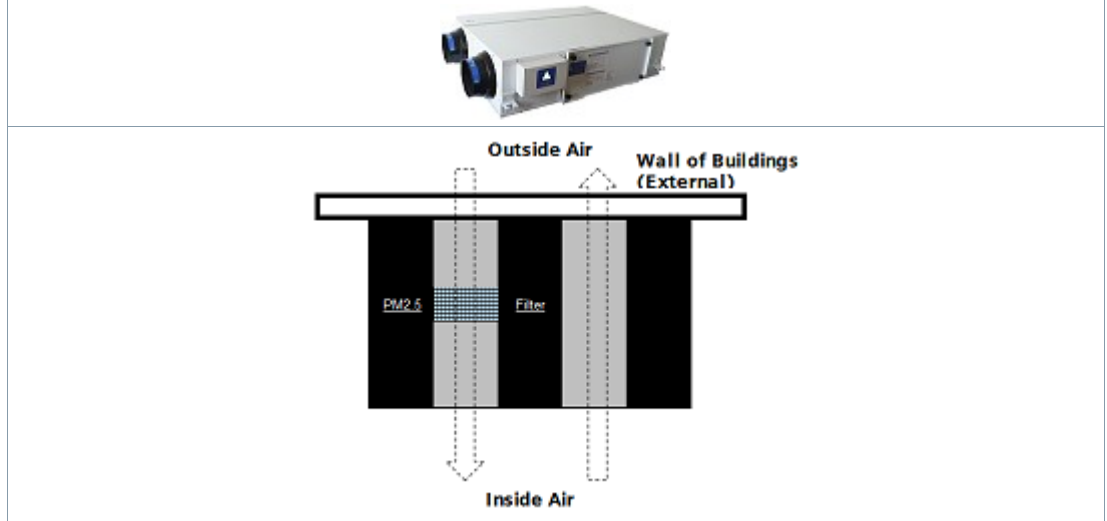 Outside Air
Wall of Buildings
(External)
PM2.5
Filter
Inside Air